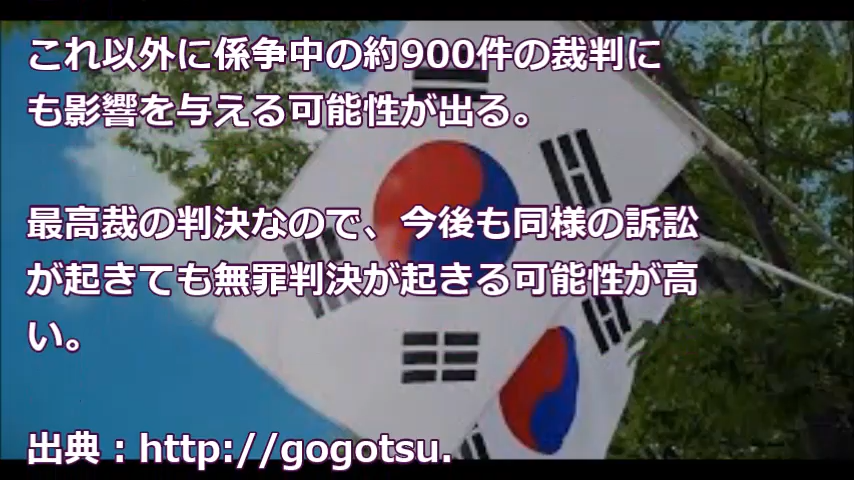 これ以外に係争中の約900件の裁判に
も影響を与える可能性が出る。
最高裁の判決なので、今後も同様の訴訟
が起きても無罪判決が起きる可能性が高
い。
出典：http://gogotsu.